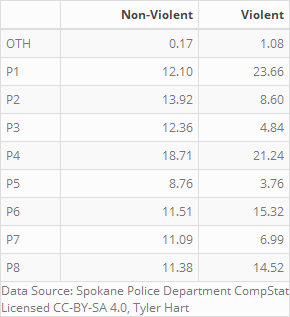 Non-Violent Violent
OTH 0.17 1.08
P1 12.10 23.66
P2 13.92 8.60
P3 12.36 4.84
P4 18.71 21.24
P5 8.76 3.76
P6 11.51 15.32
P7 11.09 6.99
P8 11.38 14.52
Data Source: Spokane Police Department CompStat
Licensed CC-BY-SA 4.0, Tyler Hart